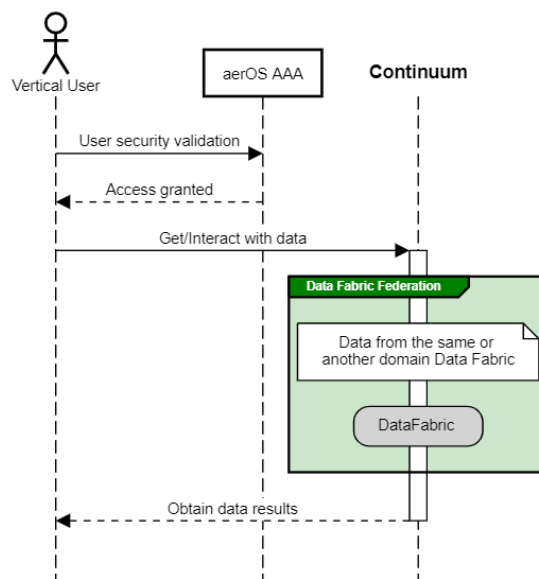 Vertical User
aerOS AAA
Continuum
User security validation
Access granted
Get/Interact with data
Data Fabric Federation
Data from the same or
another domain Data Fabric
DataFabric
Obtain data results